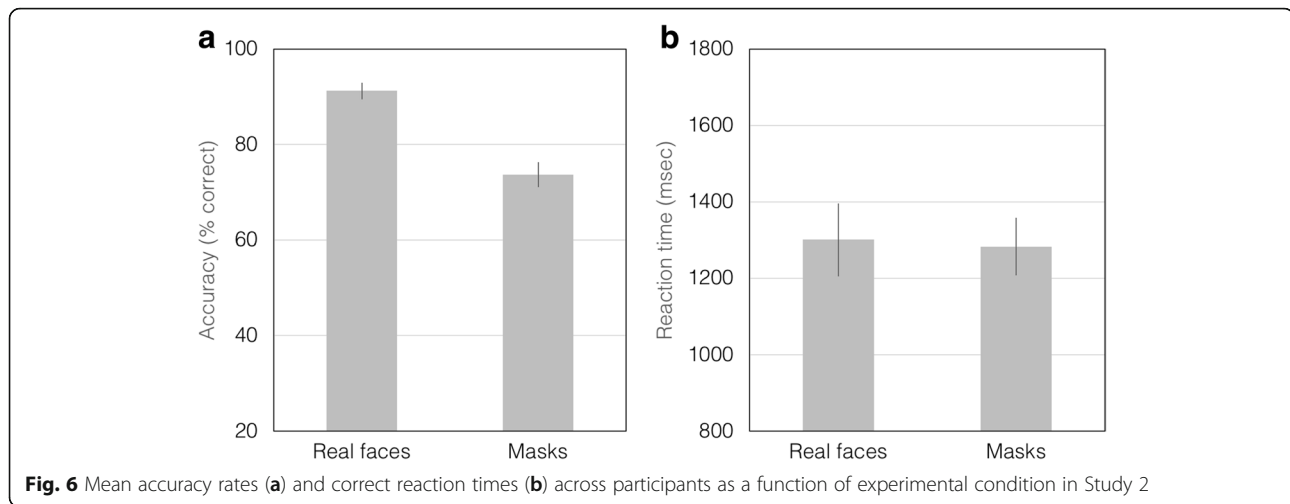 a
100
80
60
40
20
Accuracy (% correct)
Real faces Masks
b
1800
1600
1400
1200
1000
800
Reaction time (msec)
Real faces Masks
Fig. 6 Mean accuracy rates (a) and correct reaction times (b) across participants as a function of experimental condition in Study 2